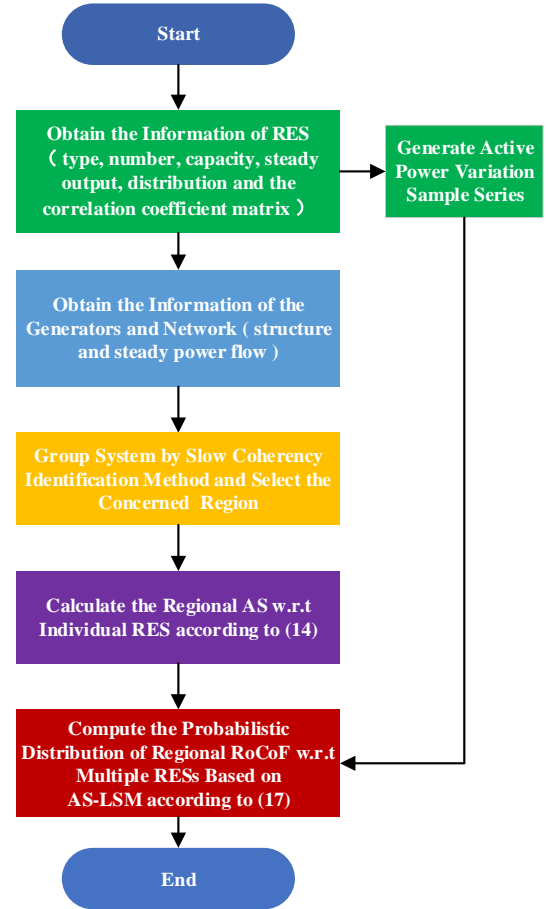 Start
Obtain the Information of RES
（ type, number, capacity, steady
output, distribution and the
correlation coefficient matrix ）
Generate Active
Power Variation
Sample Series
Obtain the Information of the
Generators and Network ( structure
and steady power flow )
Group System by Slow Coherency
Identification Method and Select the
Concerned Region
Calculate the Regional AS w.r.t
Individual RES according to (14)
Compute the Probabilistic
Distribution of Regional RoCoF w.r.t
Multiple RESs Based on
AS-LSM according to (17)
End